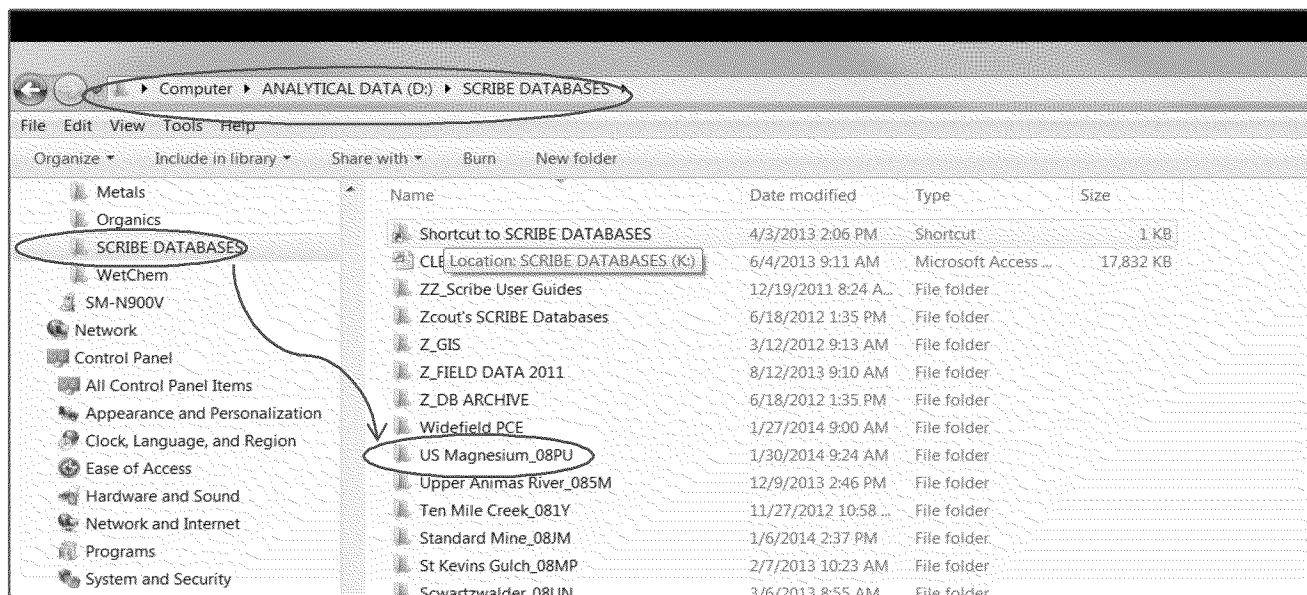 Computer ▸ ANALYTICAL DATA (D:) ▸ SCRIBE DATABASES
File Edit View Tools Help
Organize Include in library Share with Burn New folder
Metals
Organics
SCRIBE DATABASES
WetChem
SM-N900V
Network
Control Panel
All Control Panel Items
Appearance and Personalization
Clock, Language, and Region
Ease of Access
Hardware and Sound
Network and Internet
Programs
System and Security
Name Date modified Type Size
Shortcut to SCRIBE DATABASES 4/3/2013 2:06 PM Shortcut 1 KB
CLE Location: SCRIBE DATABASES (K:) 6/4/2013 9:11 AM Microsoft Access ... 17,832 KB
ZZ_Scribe User Guides 12/19/2011 8:24 A... File folder
Zcout's SCRIBE Databases 6/18/2012 1:35 PM File folder
Z_GIS 3/12/2012 9:13 AM File folder
Z_FIELD DATA 2011 8/12/2013 9:10 AM File folder
Z_DB ARCHIVE 6/18/2012 1:35 PM File folder
Widefield PCE 1/27/2014 9:00 AM File folder
US Magnesium_08PU 1/30/2014 9:24 AM File folder
Upper Animas River_085M 12/9/2013 2:46 PM File folder
Ten Mile Creek_081Y 11/27/2012 10:58 ... File folder
Standard Mine_08JM 1/6/2014 2:37 PM File folder
St Kevins Gulch_08MP 2/7/2013 10:23 AM File folder
Scwartzwalder_08UN 3/6/2013 8:55 AM File folder